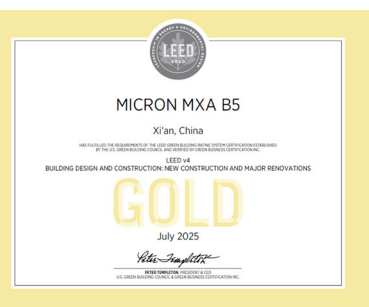 LEED
GOLD
MICRON MXA B5
Xi'an, China
HAS FULFILLED THE REQUIREMENTS OF THE LEED GREEN BUILDING RATING SYSTEM CERTIFICATION ESTABLISHED
BY THE U.S. GREEN BUILDING COUNCIL AND VERIFIED BY GREEN BUSINESS CERTIFICATION INC.
LEED v4
BUILDING DESIGN AND CONSTRUCTION: NEW CONSTRUCTION AND MAJOR RENOVATIONS
GOLD
July 2025
Peter Templeton
PETER TEMPLETON, PRESIDENT & CEO
U.S. GREEN BUILDING COUNCIL & GREEN BUSINESS CERTIFICATION INC.